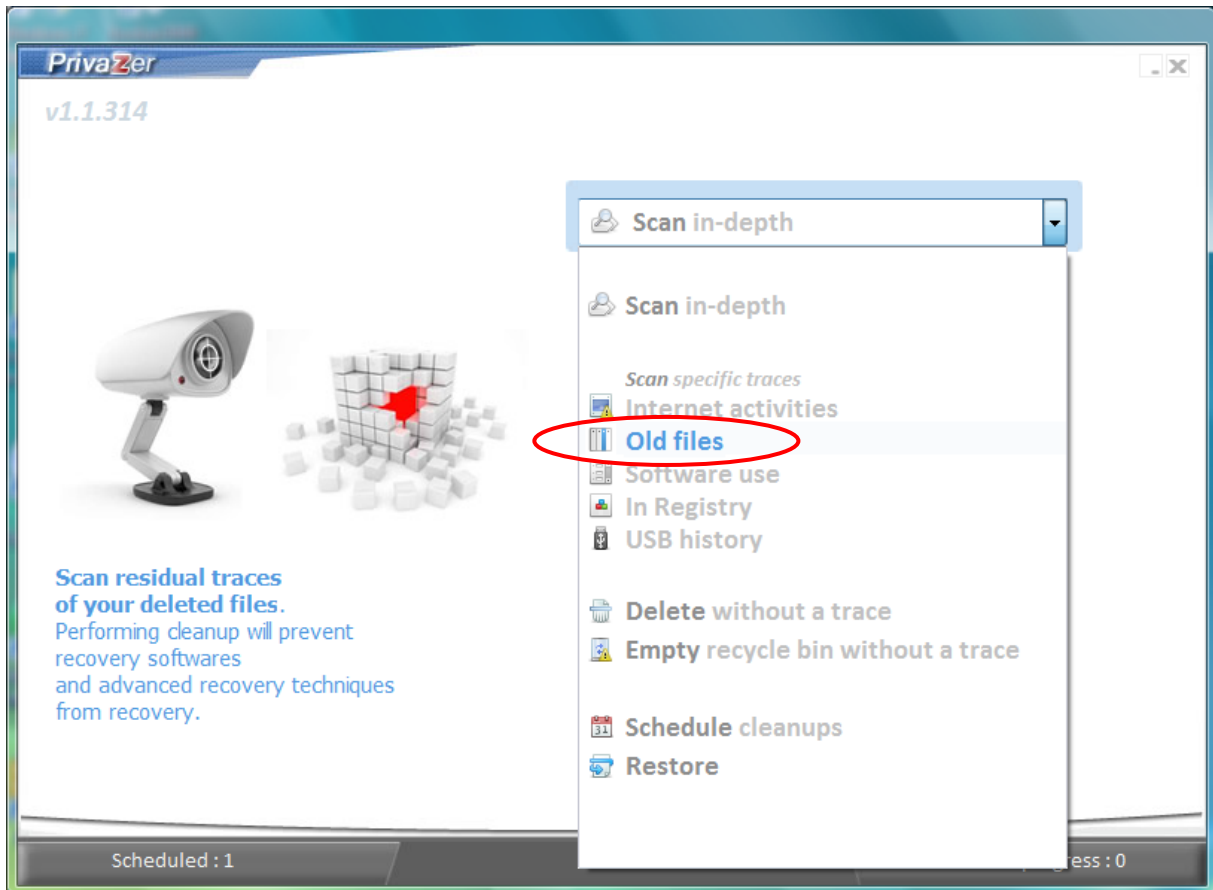 PrivaZer
v1.1.314
Scan in-depth
Scan in-depth
Scan specific traces
Internet activities
Old files
Software use
In Registry
USB history
Delete without a trace
Empty recycle bin without a trace
31
Schedule cleanups
Restore
Scan residual traces
of your deleted files.
Performing cleanup will prevent
recovery softwares
and advanced recovery techniques
from recovery.
Scheduled : 1
ess : 0